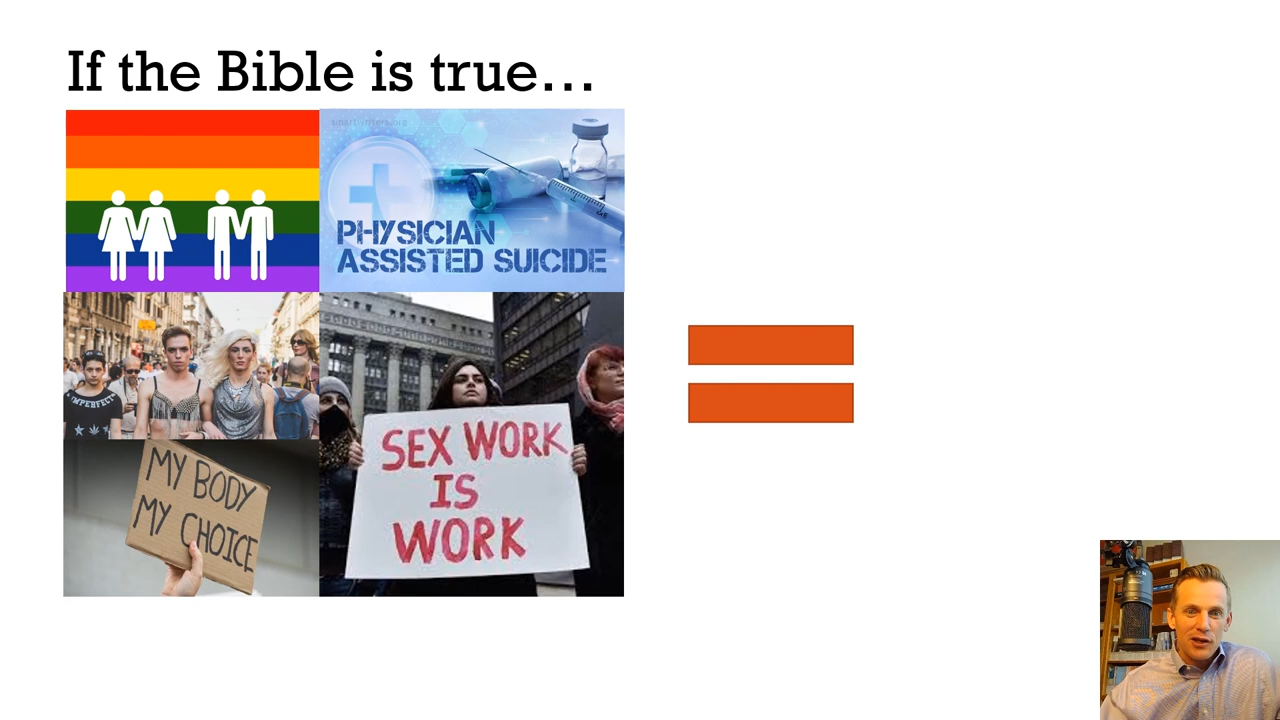 If the Bible is true...
PHYSICIAN
ASSISTED SUICIDE
IMPERFECT
MY BODY
MY CHOICE
SEX WORK
IS
WORK